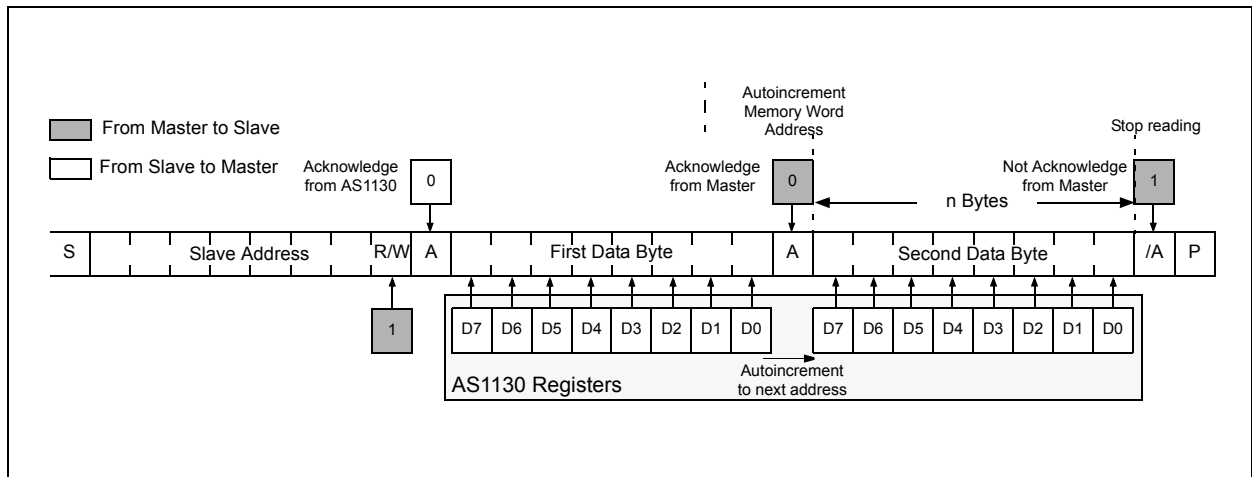 Autoincrement
Memory Word
Address
From Master to Slave
Stop reading
From Slave to Master
Acknowledge
from AS1130
0
Acknowledge
from Master
0
Not Acknowledge
from Master
1
n Bytes
S Slave Address R/W A First Data Byte A Second Data Byte /A P
1
D7 D6 D5 D4 D3 D2 D1 D0 D7 D6 D5 D4 D3 D2 D1 D0
AS1130 Registers
Autoincrement
to next address